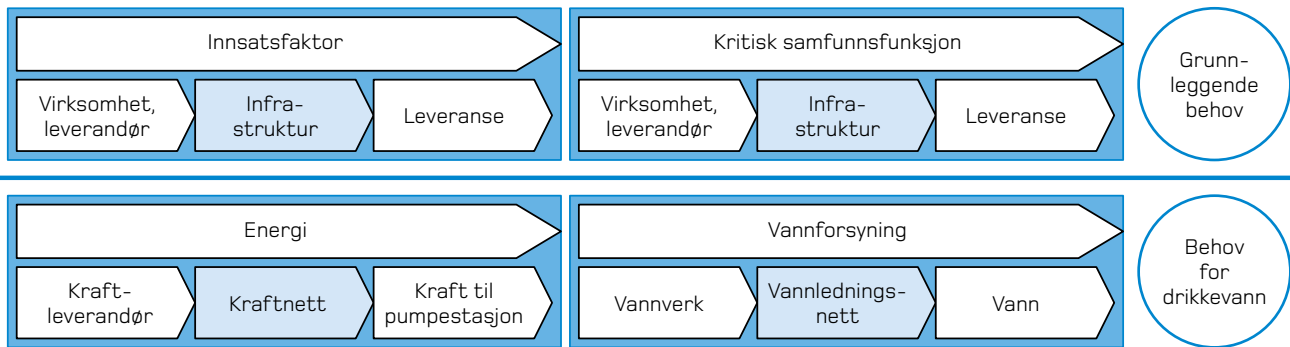 Innsatsfaktor
Kritisk samfunnsfunksjon
Virksomhet,
leverandør
Infra-
struktur
Leveranse
Virksomhet,
leverandør
Infra-
struktur
Leveranse
Grunn-
leggende
behov
Energi
Vannforsyning
Kraft-
leverandør
Kraftnett
Kraft til
pumpestasjon
Vannverk
Vannlednings-
nett
Vann
Behov
for
drikkevann